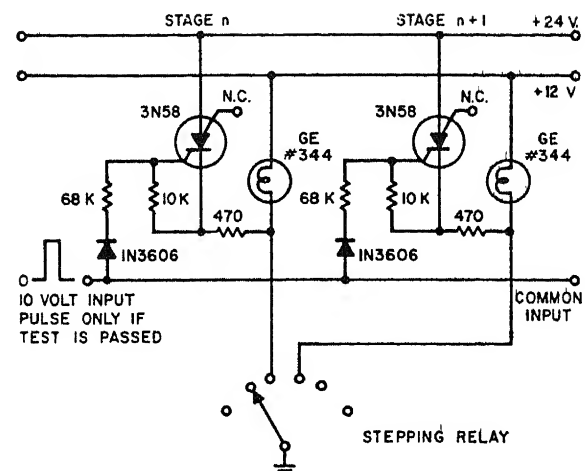 STAGE n
STAGE n+1
+24 V.
+12 V
3N58
N.C.
GE
#344
3N58
N.C.
GE
#344
68 K
10 K
470
68 K
10 K
470
IN3606
IN3606
10 VOLT INPUT
PULSE ONLY IF
TEST IS PASSED
COMMON
INPUT
STEPPING RELAY